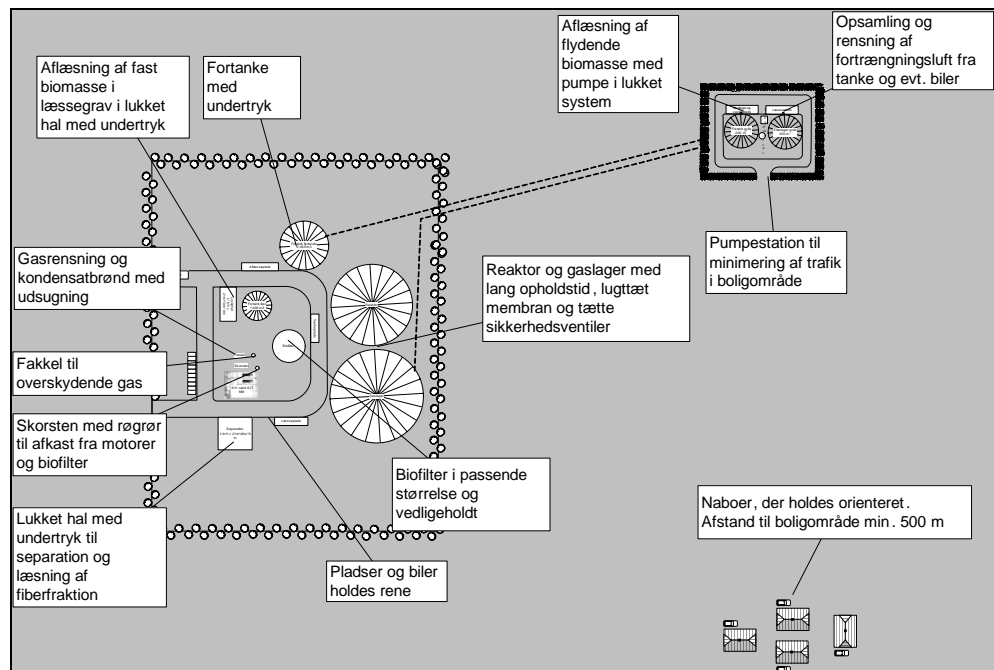 Aflæsning af fast
biomasse i
læssegrav i lukket
hal med undertryk
Fortanke
med
undertryk
Aflæsning af
flydende
biomasse med
pumpe i lukket
system
Opsamling og
rensning af
fortrængningsluft fra
tanke og evt. biler
Gasrensning og
kondensatbrønd med
udsugning
Fakkel til
overskydende gas
Skorsten med røgrør
til afkast fra motorer
og biofilter
Lukket hal med
undertryk til
separation og
læsning af
fiberfraktion
Reaktor og gaslager med
lang opholdstid, lugttæt
membran og tætte
sikkerhedsventiler
Pumpestation til
minimering af trafik
i boligområde
Biofilter i passende
størrelse og
vedligeholdt
Pladser og biler
holdes rene
Naboer, der holdes orienteret.
Afstand til boligområde min. 500 m